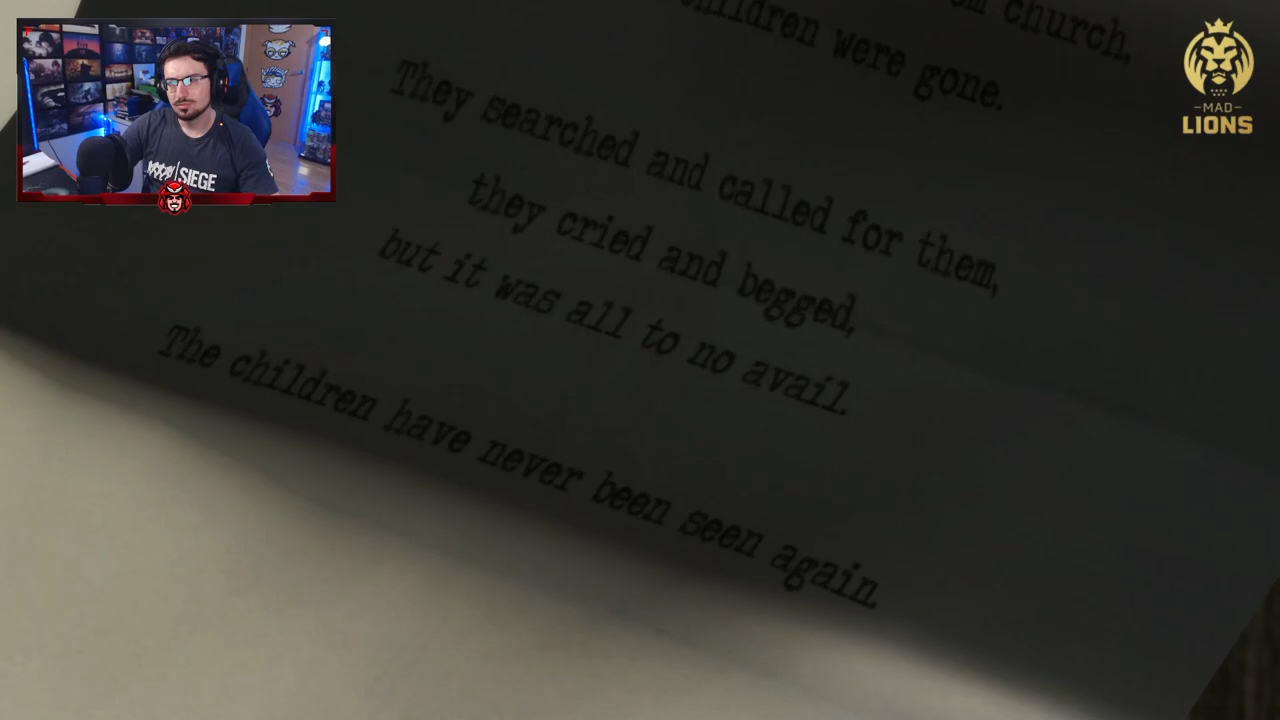 church,
children were gone.
They searched and called for them,
they cried and begged,
but it was all to no avail.
The children have never been seen again.
SIEGE
MAD
LIONS